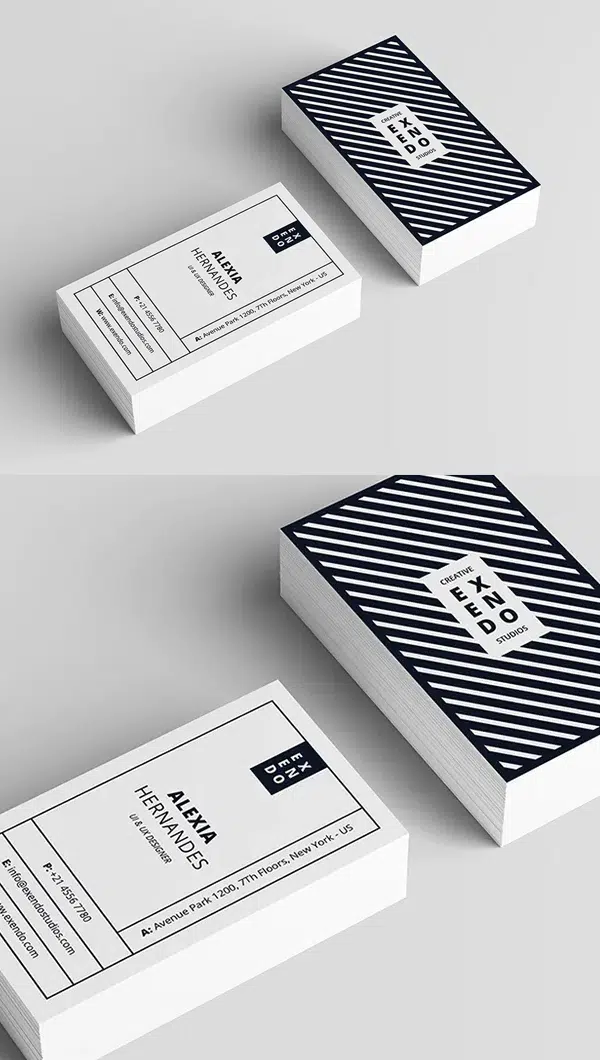 CREATIVE
EX
EN
DO
STUDIOS
EX
EN
DO
ALEXIA
HERNANDES
UI & UX DESIGNER
P: +21 4556 7780
E: info@exendostudios.com
W: www.exendo.com
A: Avenue Park 1200, 7Th Floors, New York - US
CREATIVE
EX
EN
DO
STUDIOS
EX
EN
DO
ALEXIA
HERNANDES
UI & UX DESIGNER
P: +21 4556 7780
E: info@exendostudios.com
ww.exendo.com
A: Avenue Park 1200, 7Th Floors, New York - US